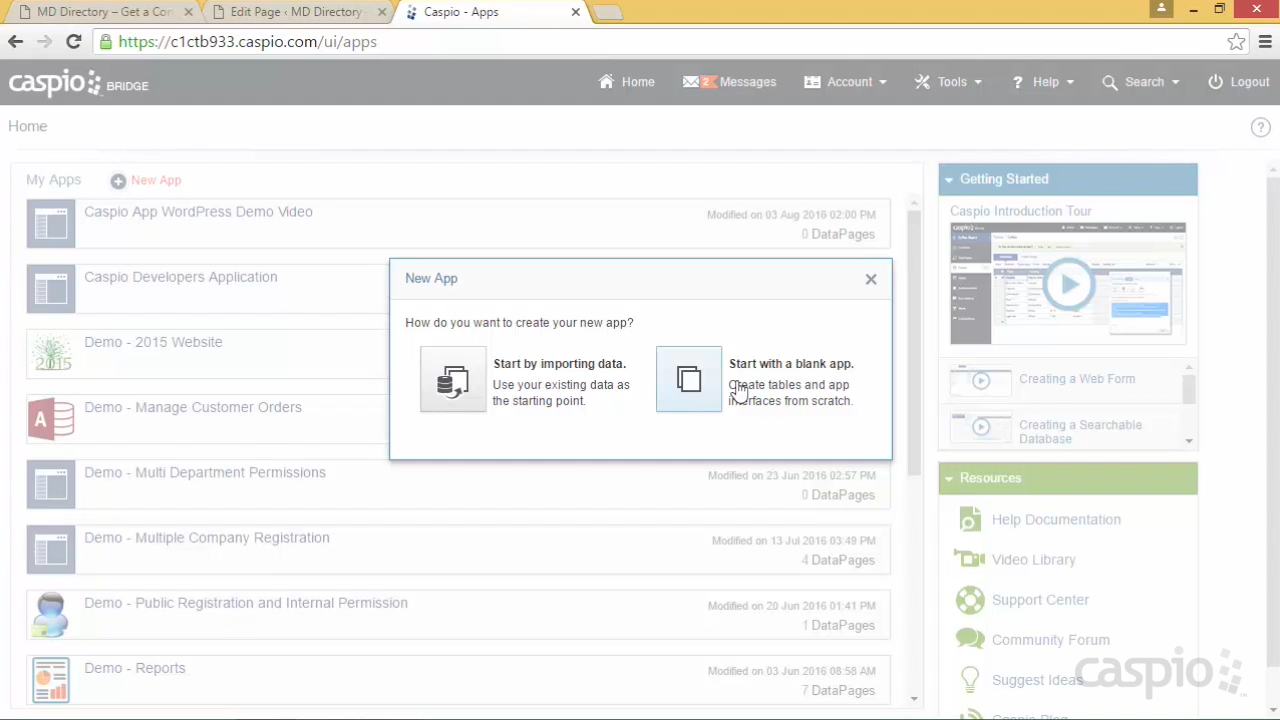 MD Directory – Get a Con
Edit Page ‹ MD Directory
Caspio - Apps
https://c1ctb933.caspio.com/ui/apps
caspio BRIDGE
Home
2 Messages
Account
Tools
? Help
Search
Logout
Home
?
My Apps
New App
Caspio App WordPress Demo Video
Modified on 03 Aug 2016 02:00 PM
0 DataPages
Caspio Developers Application
Demo - 2015 Website
A
Demo - Manage Customer Orders
Demo - Multi Department Permissions
Modified on 23 Jun 2016 02:57 PM
0 DataPages
Demo - Multiple Company Registration
Modified on 13 Jul 2016 03:49 PM
4 DataPages
Demo - Public Registration and Internal Permission
Modified on 20 Jun 2016 01:41 PM
1 DataPages
Demo - Reports
Modified on 03 Jun 2016 08:58 AM
7 DataPages
New App
How do you want to create your new app?
Start by importing data.
Use your existing data as
the starting point.
Start with a blank app.
Create tables and app
interfaces from scratch.
Getting Started
Caspio Introduction Tour
Creating a Web Form
Creating a Searchable
Database
Resources
Help Documentation
Video Library
Support Center
Community Forum
Suggest Ideas
Caspio Blog
caspio